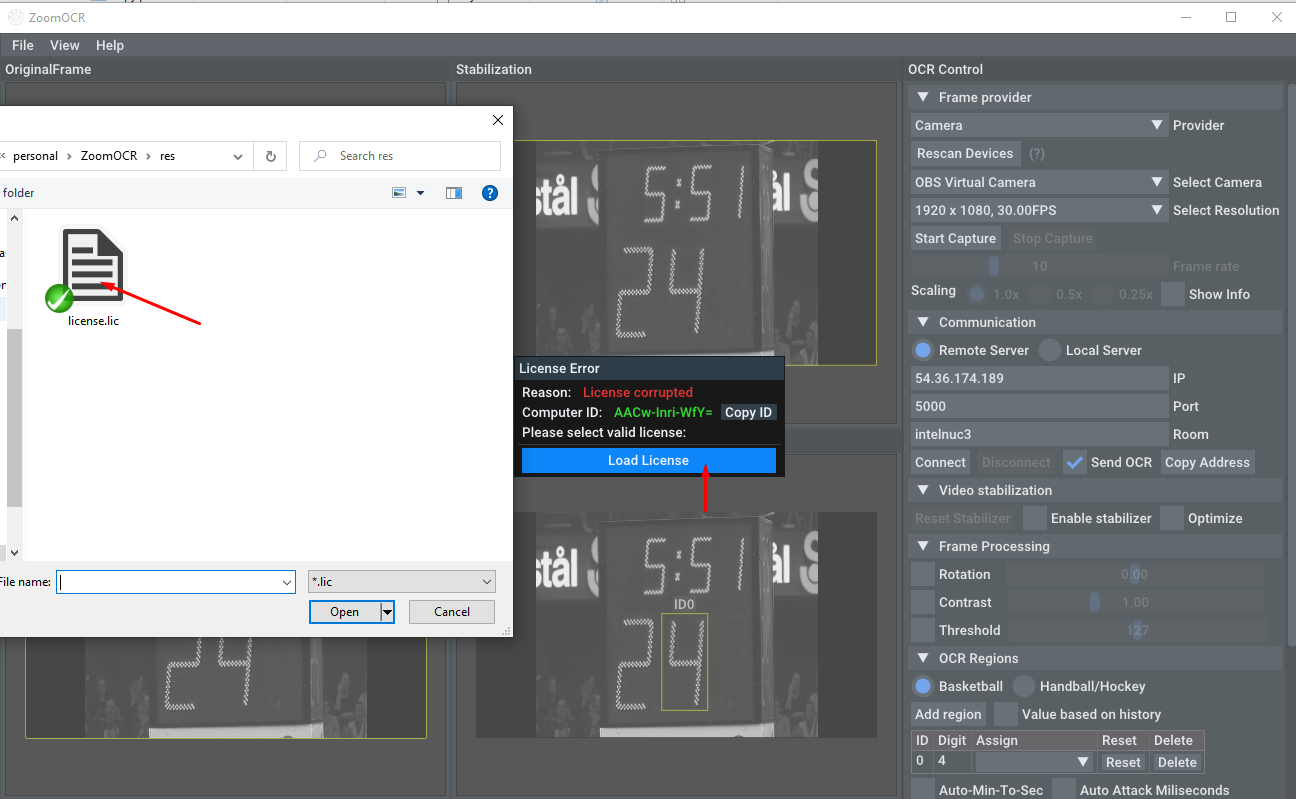 ZoomOCR
File View Help
OriginalFrame
Stabilization
OCR Control
« personal › ZoomOCR › res
Search res
folder
license.lic
File name:
*.lic
Open
Cancel
stål
5:51
24
License Error
Reason: License corrupted
Computer ID: AACw-Inri-WfY= Copy ID
Please select valid license:
Load License
stål
5:51
ID0
24
24
Frame provider
Camera Provider
Rescan Devices (?)
OBS Virtual Camera Select Camera
1920 x 1080, 30.00FPS Select Resolution
Start Capture Stop Capture
10 Frame rate
Scaling 1.0x 0.5x 0.25x Show Info
Communication
Remote Server Local Server
54.36.174.189 IP
5000 Port
intelnuc3 Room
Connect Disconnect Send OCR Copy Address
Video stabilization
Reset Stabilizer Enable stabilizer Optimize
Frame Processing
Rotation 0.00
Contrast 1.00
Threshold 127
OCR Regions
Basketball Handball/Hockey
Add region Value based on history
ID Digit Assign Reset Delete
0 4 Reset Delete
Auto-Min-To-Sec Auto Attack Miliseconds